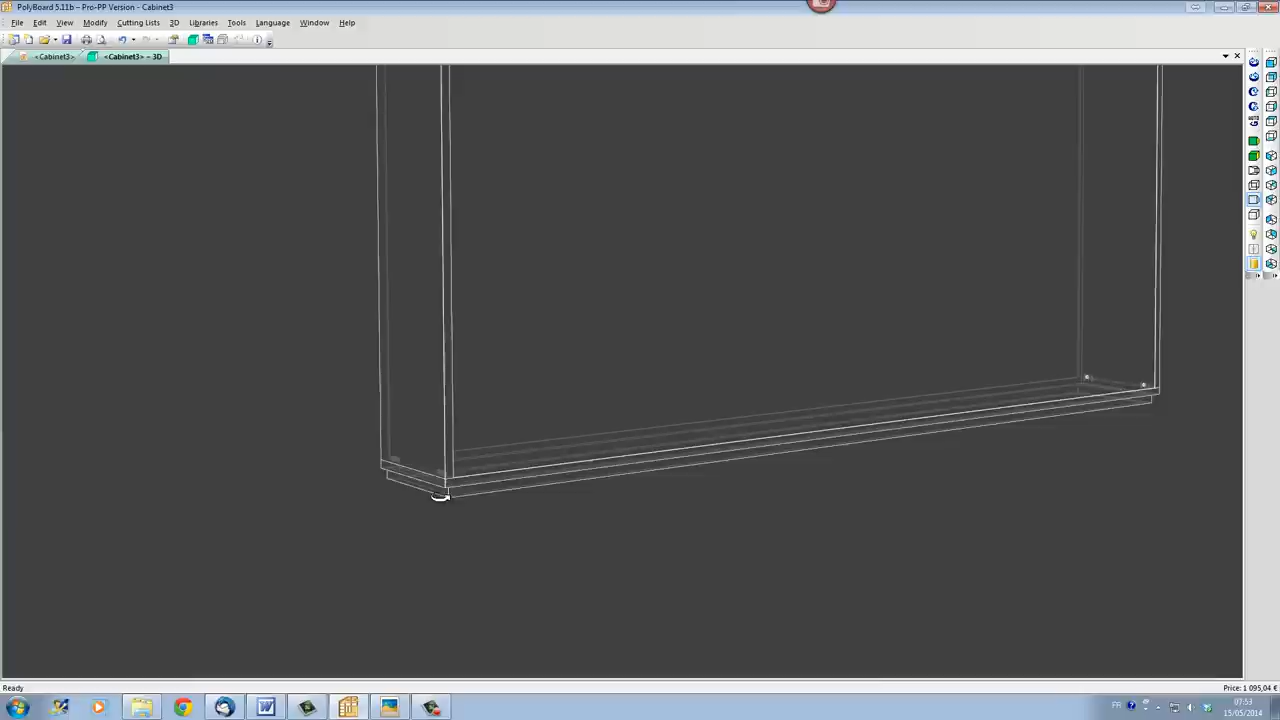 PolyBoard 5.11b – Pro-PP Version - Cabinet3
File Edit View Modify Cutting Lists 3D Libraries Tools Language Window Help
<Cabinet3> <Cabinet3> – 3D
AUTO
Ready
Price: 1 095,04 €
FR
07:53
15/05/2014